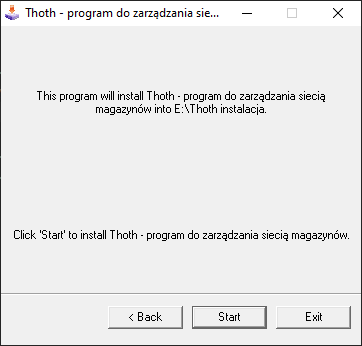 Thoth - program do zarządzania sie...
This program will install Thoth - program do zarządzania siecią
magazynów into E:\Thoth instalacja.
Click 'Start' to install Thoth - program do zarządzania siecią magazynów.
< Back
Start
Exit